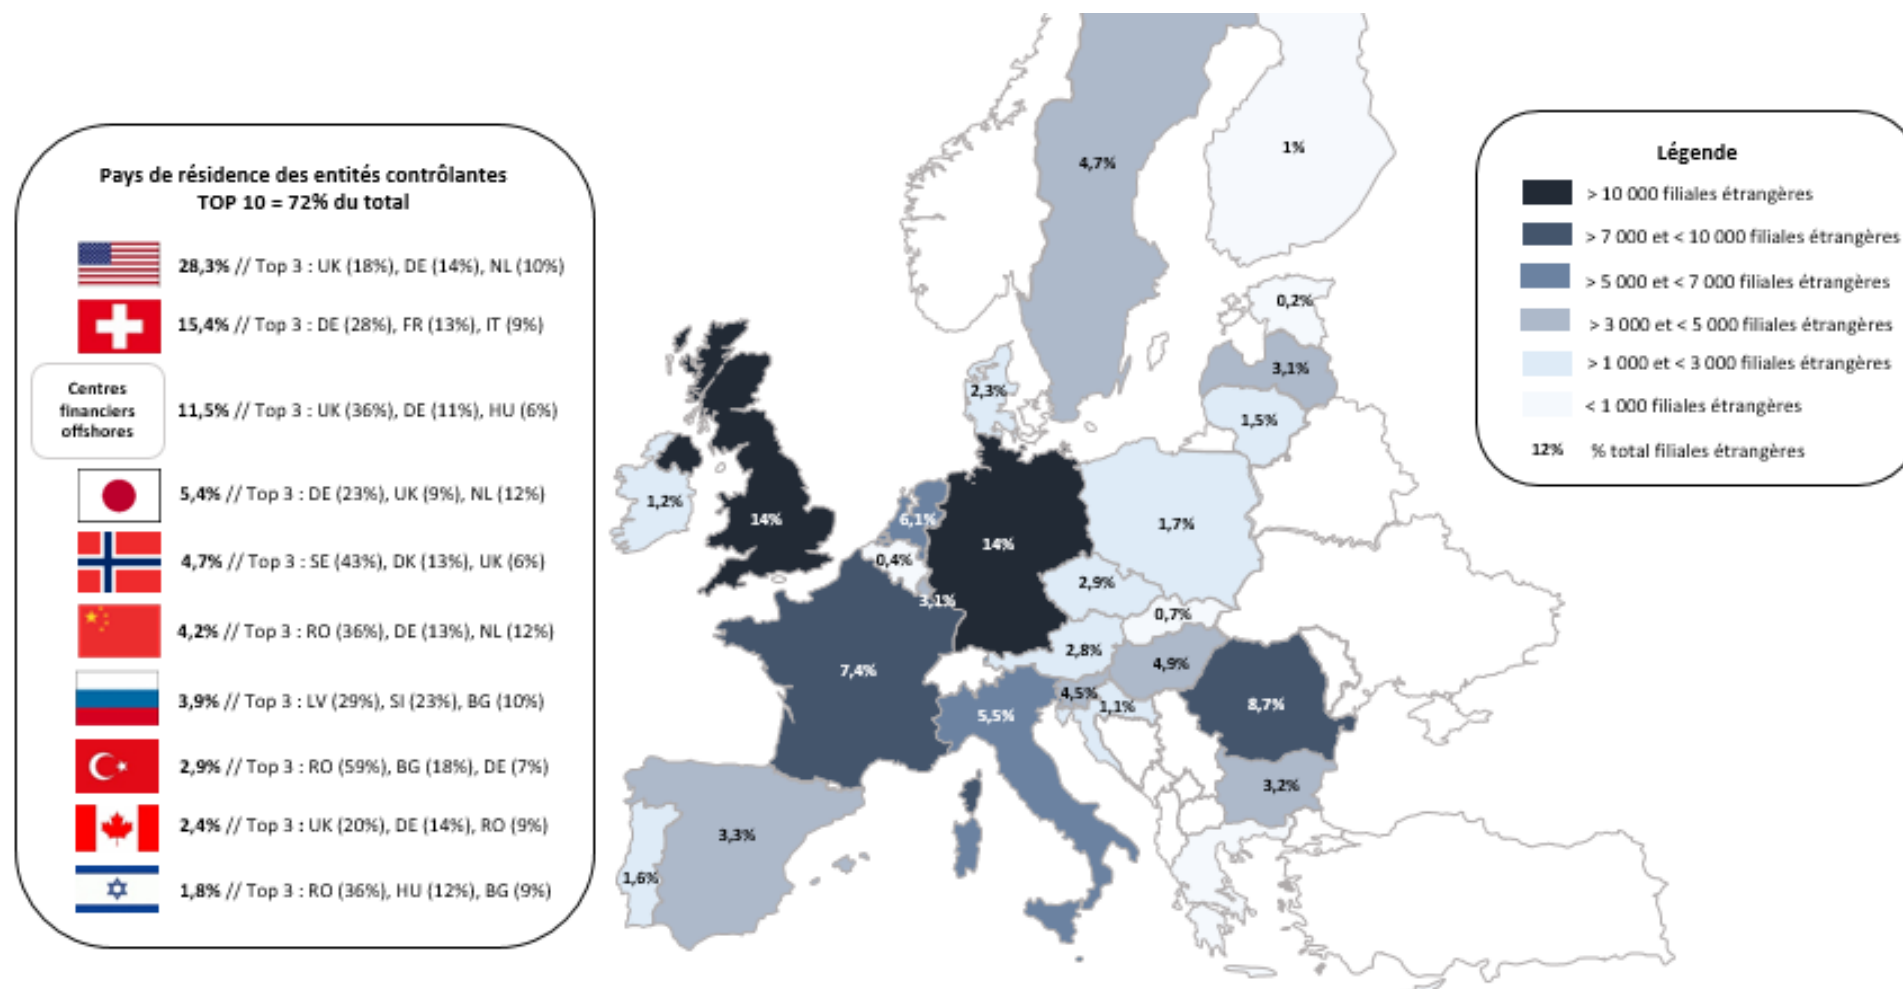 Pays de résidence des entités contrôlantes
TOP 10 = 72% du total
28,3% // Top 3 : UK (18%), DE (14%), NL (10%)
15,4% // Top 3 : DE (28%), FR (13%), IT (9%)
Centres
financiers
offshores
11,5% // Top 3 : UK (36%), DE (11%), HU (6%)
5,4% // Top 3 : DE (23%), UK (9%), NL (12%)
4,7% // Top 3 : SE (43%), DK (13%), UK (6%)
4,2% // Top 3 : RO (36%), DE (13%), NL (12%)
3,9% // Top 3 : LV (29%), SI (23%), BG (10%)
2,9% // Top 3 : RO (59%), BG (18%), DE (7%)
2,4% // Top 3 : UK (20%), DE (14%), RO (9%)
1,8% // Top 3 : RO (36%), HU (12%), BG (9%)
4,7%
1%
0,2%
3,1%
1,5%
2,3%
1,2%
14%
6,1%
14%
1,7%
0,4%
3,1%
2,9%
0,7%
2,8%
4,9%
7,4%
4,5%
1,1%
5,5%
8,7%
3,2%
3,3%
1,6%
Légende
> 10 000 filiales étrangères
> 7 000 et < 10 000 filiales étrangères
> 5 000 et < 7 000 filiales étrangères
> 3 000 et < 5 000 filiales étrangères
> 1 000 et < 3 000 filiales étrangères
< 1 000 filiales étrangères
12% % total filiales étrangères